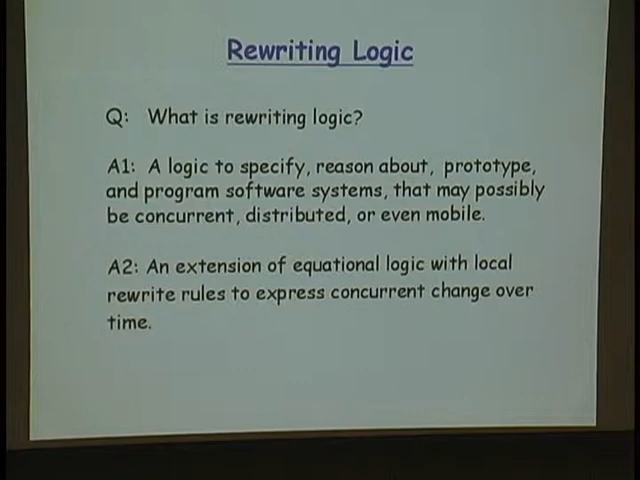 Rewriting Logic
Q: What is rewriting logic?
A1: A logic to specify, reason about, prototype,
and program software systems, that may possibly
be concurrent, distributed, or even mobile.
A2: An extension of equational logic with local
rewrite rules to express concurrent change over
time.